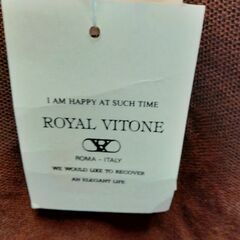 I AM HAPPY AT SUCH TIME
ROYAL VITONE
ROMA - ITALY
WE WOULD LIKE TO RECOVER
AN ELEGANT LIFE